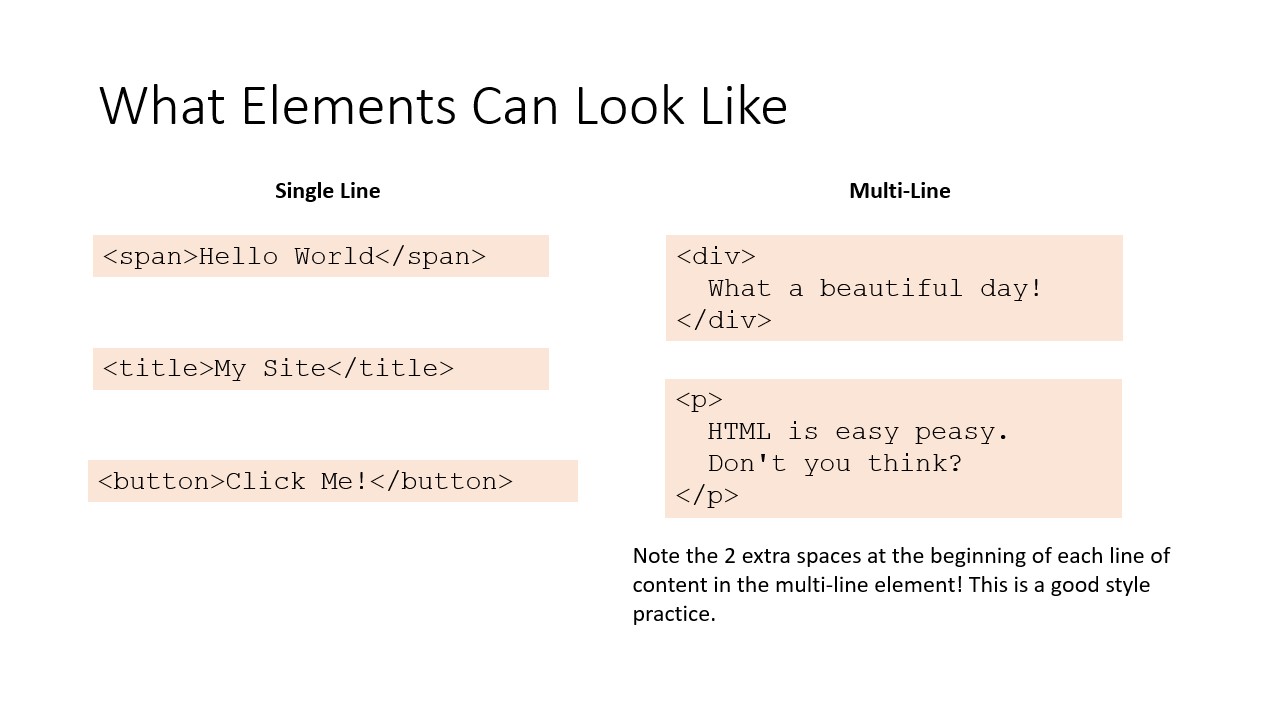 What Elements Can Look Like
Single Line
<span>Hello World</span>
<title>My Site</title>
<button>Click Me!</button>
Multi-Line
<div>
  What a beautiful day!
</div>
<p>
  HTML is easy peasy.
  Don't you think?
</p>
Note the 2 extra spaces at the beginning of each line of
content in the multi-line element! This is a good style
practice.